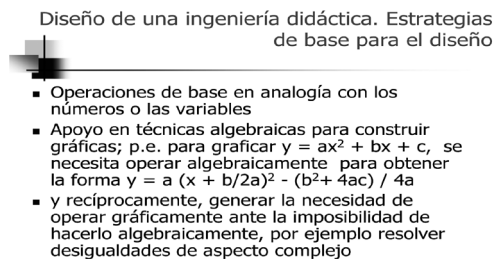 Diseño de una ingeniería didáctica. Estrategias
de base para el diseño
▪ Operaciones de base en analogía con los
números o las variables
▪ Apoyo en técnicas algebraicas para construir
gráficas; p.e. para graficar y = ax² + bx + c, se
necesita operar algebraicamente para obtener
la forma y = a (x + b/2a)² - (b²+ 4ac) / 4a
▪ y recíprocamente, generar la necesidad de
operar gráficamente ante la imposibilidad de
hacerlo algebraicamente, por ejemplo resolver
desigualdades de aspecto complejo